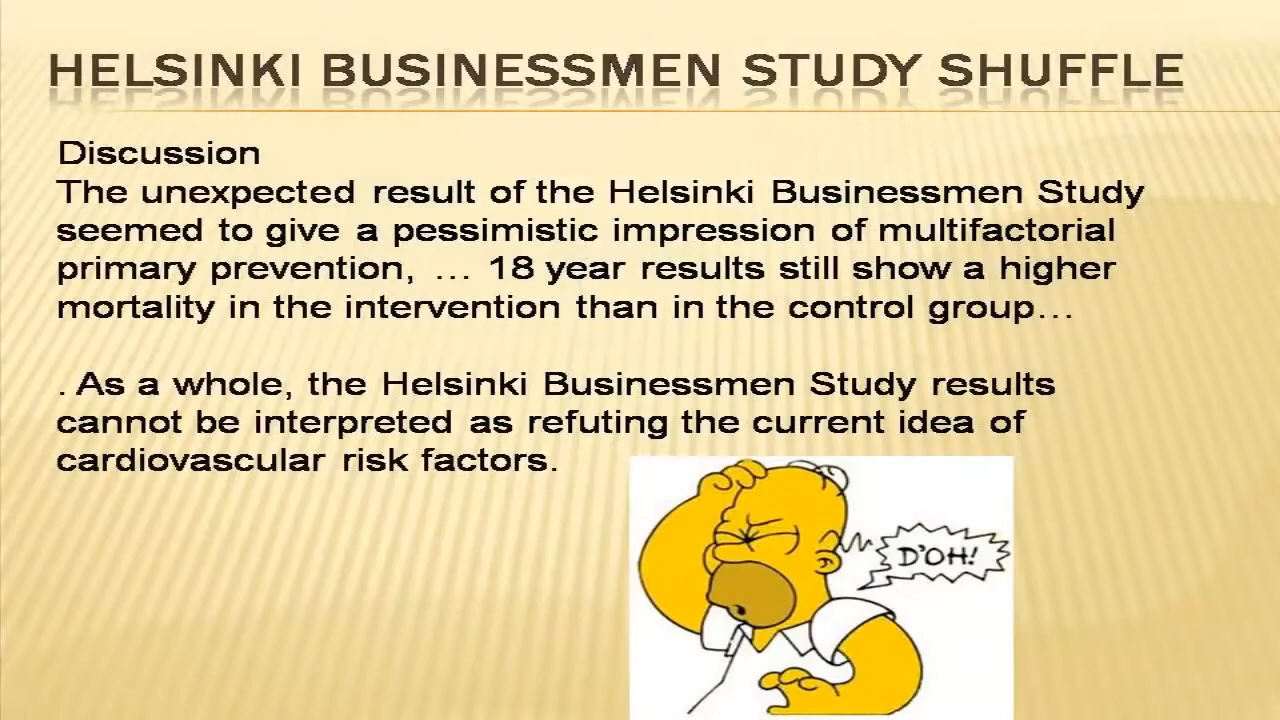 HELSINKI BUSINESSMEN STUDY SHUFFLE
Discussion
The unexpected result of the Helsinki Businessmen Study
seemed to give a pessimistic impression of multifactorial
primary prevention, … 18 year results still show a higher
mortality in the intervention than in the control group…
. As a whole, the Helsinki Businessmen Study results
cannot be interpreted as refuting the current idea of
cardiovascular risk factors.
D'OH!